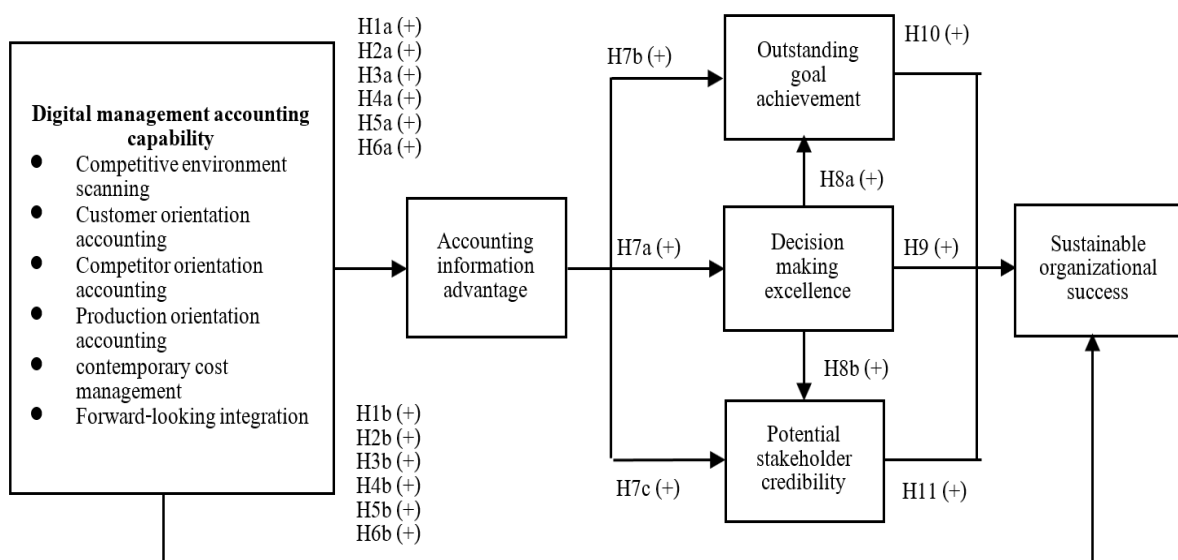 Digital management accounting
capability
Competitive environment
scanning
Customer orientation
accounting
Competitor orientation
accounting
Production orientation
accounting
contemporary cost
management
Forward-looking integration
H1a (+)
H2a (+)
H3a (+)
H4a (+)
H5a (+)
H6a (+)
H1b (+)
H2b (+)
H3b (+)
H4b (+)
H5b (+)
H6b (+)
Accounting
information
advantage
H7b (+)
H7a (+)
H7c (+)
Outstanding
goal
achievement
H8a (+)
Decision
making
excellence
H8b (+)
Potential
stakeholder
credibility
H10 (+)
H9 (+)
H11 (+)
Sustainable
organizational
success